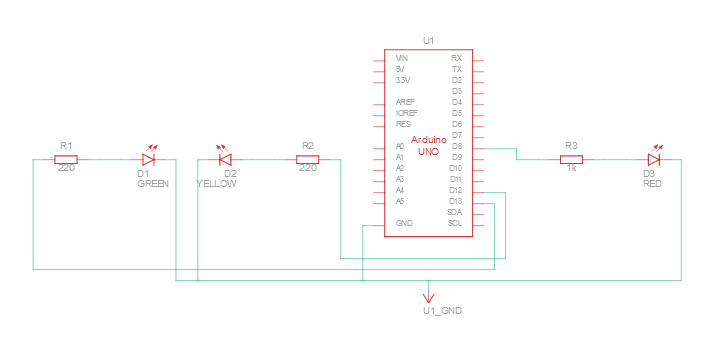 U1
VIN
5V
3.3V
AREF
IOREF
RES
A0
A1
A2
A3
A4
A5
GND
Arduino
UNO
RX
TX
D2
D3
D4
D5
D6
D7
D8
D9
D10
D11
D12
D13
SDA
SCL
R1
220
D1
GREEN
D2
YELLOW
R2
220
R3
1k
D3
RED
U1_GND